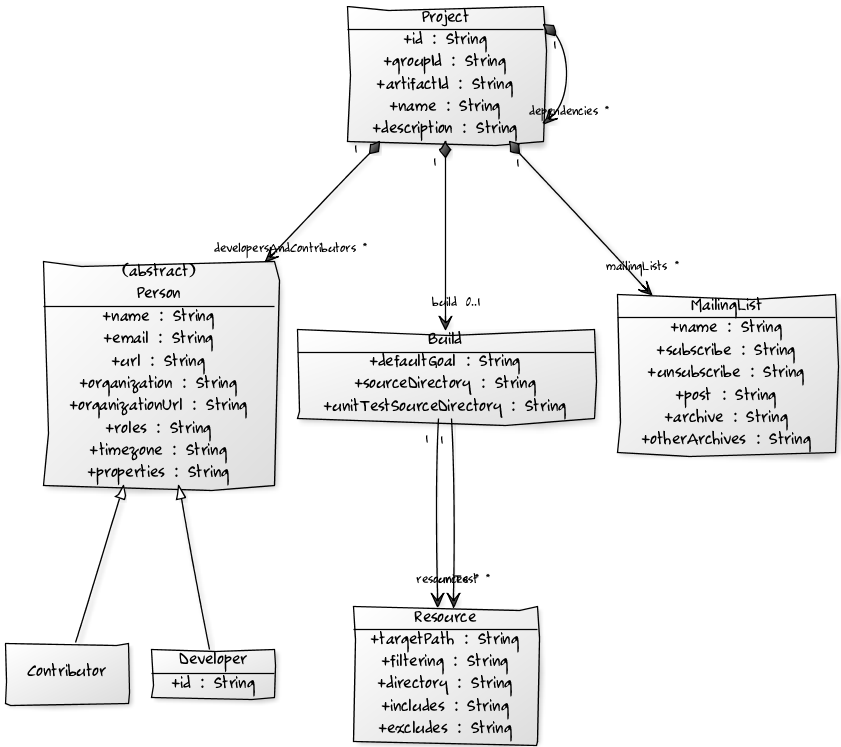 Project
+id : String
+groupId : String
+artifactId : String
+name : String
+description : String
1
dependencies *
1
1
1
developersAndContributors *
mailingLists *
build 0..1
(abstract)
Person
+name : String
+email : String
+url : String
+organization : String
+organizationUrl : String
+roles : String
+timezone : String
+properties : String
Build
+defaultGoal : String
+sourceDirectory : String
+unitTestSourceDirectory : String
MailingList
+name : String
+subscribe : String
+unsubscribe : String
+post : String
+archive : String
+otherArchives : String
1
1
*
Contributor
Developer
+id : String
Resource
+targetPath : String
+filtering : String
+directory : String
+includes : String
+excludes : String